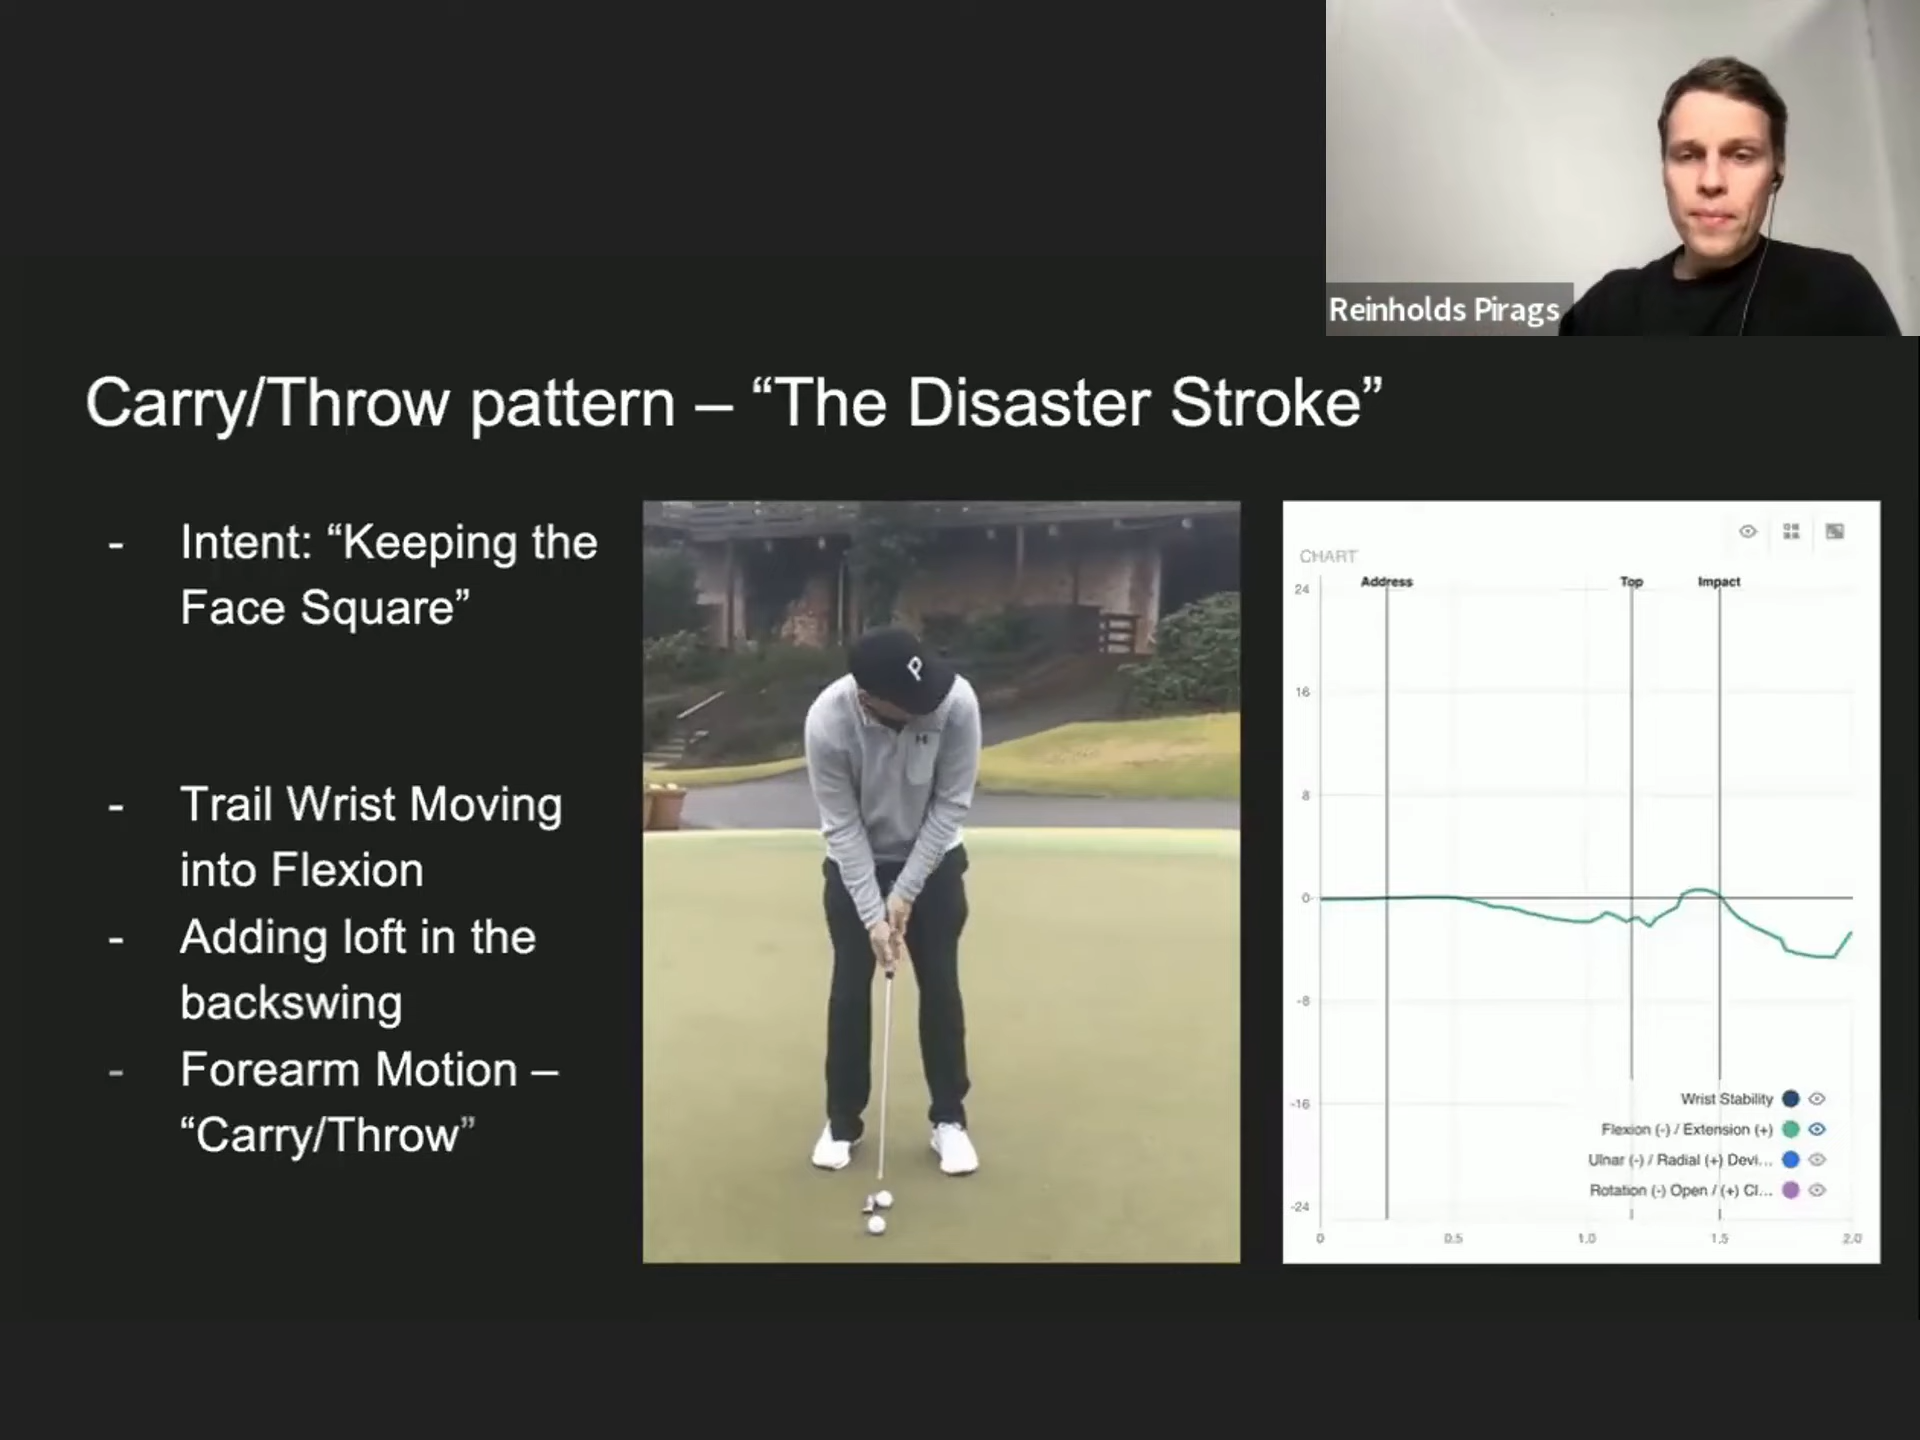 Reinholds Pirags
Carry/Throw pattern – “The Disaster Stroke”
- Intent: “Keeping the
Face Square”
- Trail Wrist Moving
into Flexion
- Adding loft in the
backswing
- Forearm Motion –
“Carry/Throw”
P
CHART
Address Top Impact
24
16
8
0
-8
-16
-24
Wrist Stability
Flexion (-) / Extension (+)
Ulnar (-) / Radial (+) Devi...
Rotation (-) Open / (+) Cl...
0 0.5 1.0 1.5 2.0